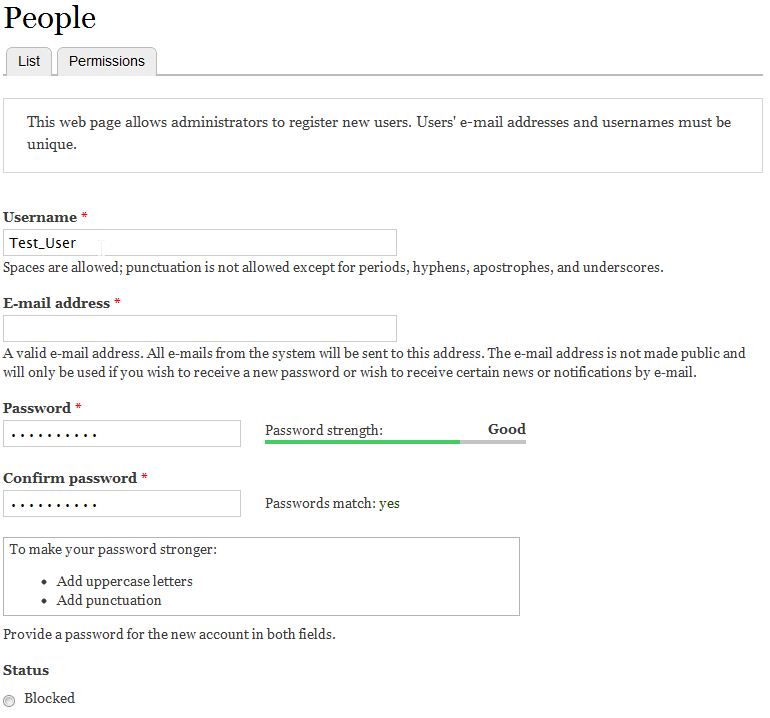 People
List
Permissions
This web page allows administrators to register new users. Users' e-mail addresses and usernames must be
unique.
Username *
Test_User
Spaces are allowed; punctuation is not allowed except for periods, hyphens, apostrophes, and underscores.
E-mail address *
A valid e-mail address. All e-mails from the system will be sent to this address. The e-mail address is not made public and
will only be used if you wish to receive a new password or wish to receive certain news or notifications by e-mail.
Password *
••••••••••
Password strength:
Good
Confirm password *
••••••••••
Passwords match: yes
To make your password stronger:
• Add uppercase letters
• Add punctuation
Provide a password for the new account in both fields.
Status
Blocked